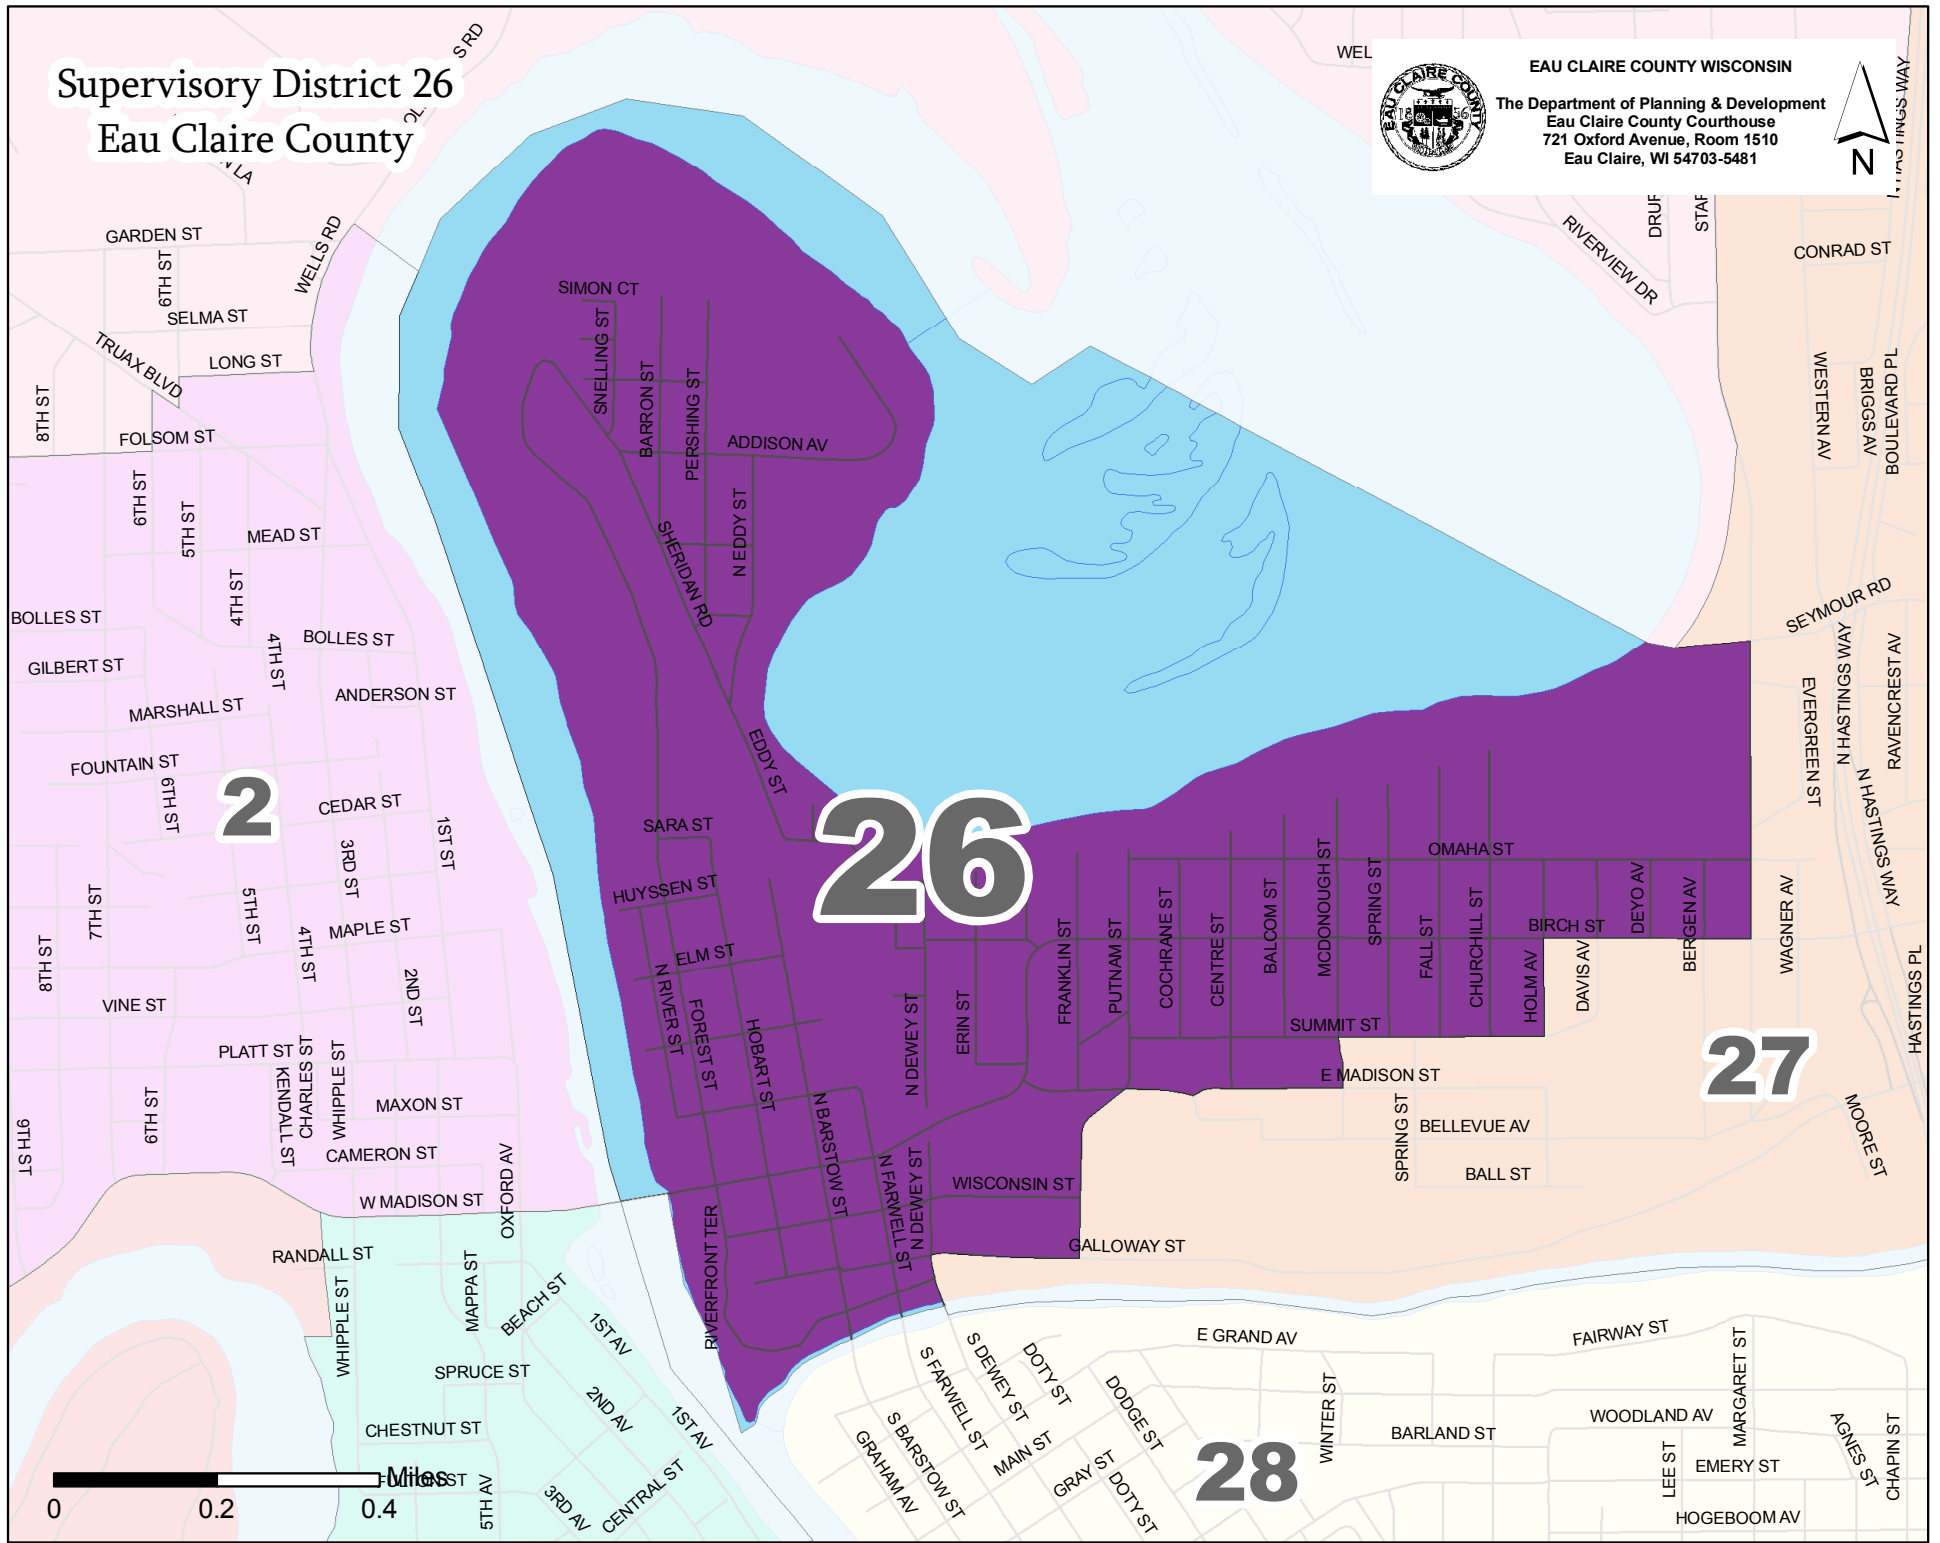 Supervisory District 26
Eau Claire County
EAU CLAIRE COUNTY WISCONSIN
The Department of Planning & Development
Eau Claire County Courthouse
721 Oxford Avenue, Room 1510
Eau Claire, WI 54703-5481
EAU CLAIRE COUNTY
1856
N
S RD
WEL
N LA
N HASTINGS WAY
GARDEN ST
6TH ST
WELLS RD
SELMA ST
TRUAX BLVD
LONG ST
8TH ST
FOLSOM ST
RIVERVIEW DR
DRUR
STAR
CONRAD ST
WESTERN AV
BRIGGS AV
BOULEVARD PL
SIMON CT
SNELLING ST
BARRON ST
PERSHING ST
ADDISON AV
SHERIDAN RD
N EDDY ST
6TH ST
5TH ST
MEAD ST
4TH ST
BOLLES ST
BOLLES ST
4TH ST
GILBERT ST
ANDERSON ST
MARSHALL ST
FOUNTAIN ST
6TH ST
2
CEDAR ST
3RD ST
1ST ST
SEYMOUR RD
EVERGREEN ST
N HASTINGS WAY
RAVENCREST AV
N HASTINGS WAY
EDDY ST
26
SARA ST
HUYSSEN ST
ELM ST
N RIVER ST
FOREST ST
HOBART ST
N DEWEY ST
ERIN ST
FRANKLIN ST
PUTNAM ST
COCHRANE ST
CENTRE ST
BALCOM ST
MCDONOUGH ST
SPRING ST
FALL ST
CHURCHILL ST
OMAHA ST
HOLM AV
BIRCH ST
DAVIS AV
DEYO AV
BERGEN AV
WAGNER AV
HASTINGS PL
SUMMIT ST
27
7TH ST
5TH ST
4TH ST
MAPLE ST
2ND ST
8TH ST
VINE ST
PLATT ST
KENDALL ST
CHARLES ST
WHIPPLE ST
MAXON ST
6TH ST
9TH ST
CAMERON ST
OXFORD AV
W MADISON ST
N BARSTOW ST
N FARWELL ST
N DEWEY ST
WISCONSIN ST
RIVERFRONT TER
GALLOWAY ST
E MADISON ST
SPRING ST
BELLEVUE AV
BALL ST
MOORE ST
RANDALL ST
WHIPPLE ST
MAPPA ST
BEACH ST
1ST AV
SPRUCE ST
2ND AV
1ST AV
CHESTNUT ST
FULTON ST
5TH AV
3RD AV
CENTRAL ST
S FARWELL ST
S DEWEY ST
DOTY ST
DODGE ST
E GRAND AV
FAIRWAY ST
MARGARET ST
S BARSTOW ST
GRAHAM AV
MAIN ST
GRAY ST
DOTY ST
28
WINTER ST
BARLAND ST
WOODLAND AV
LEE ST
EMERY ST
AGNES ST
CHAPIN ST
HOGEBOOM AV
Miles
0 0.2 0.4